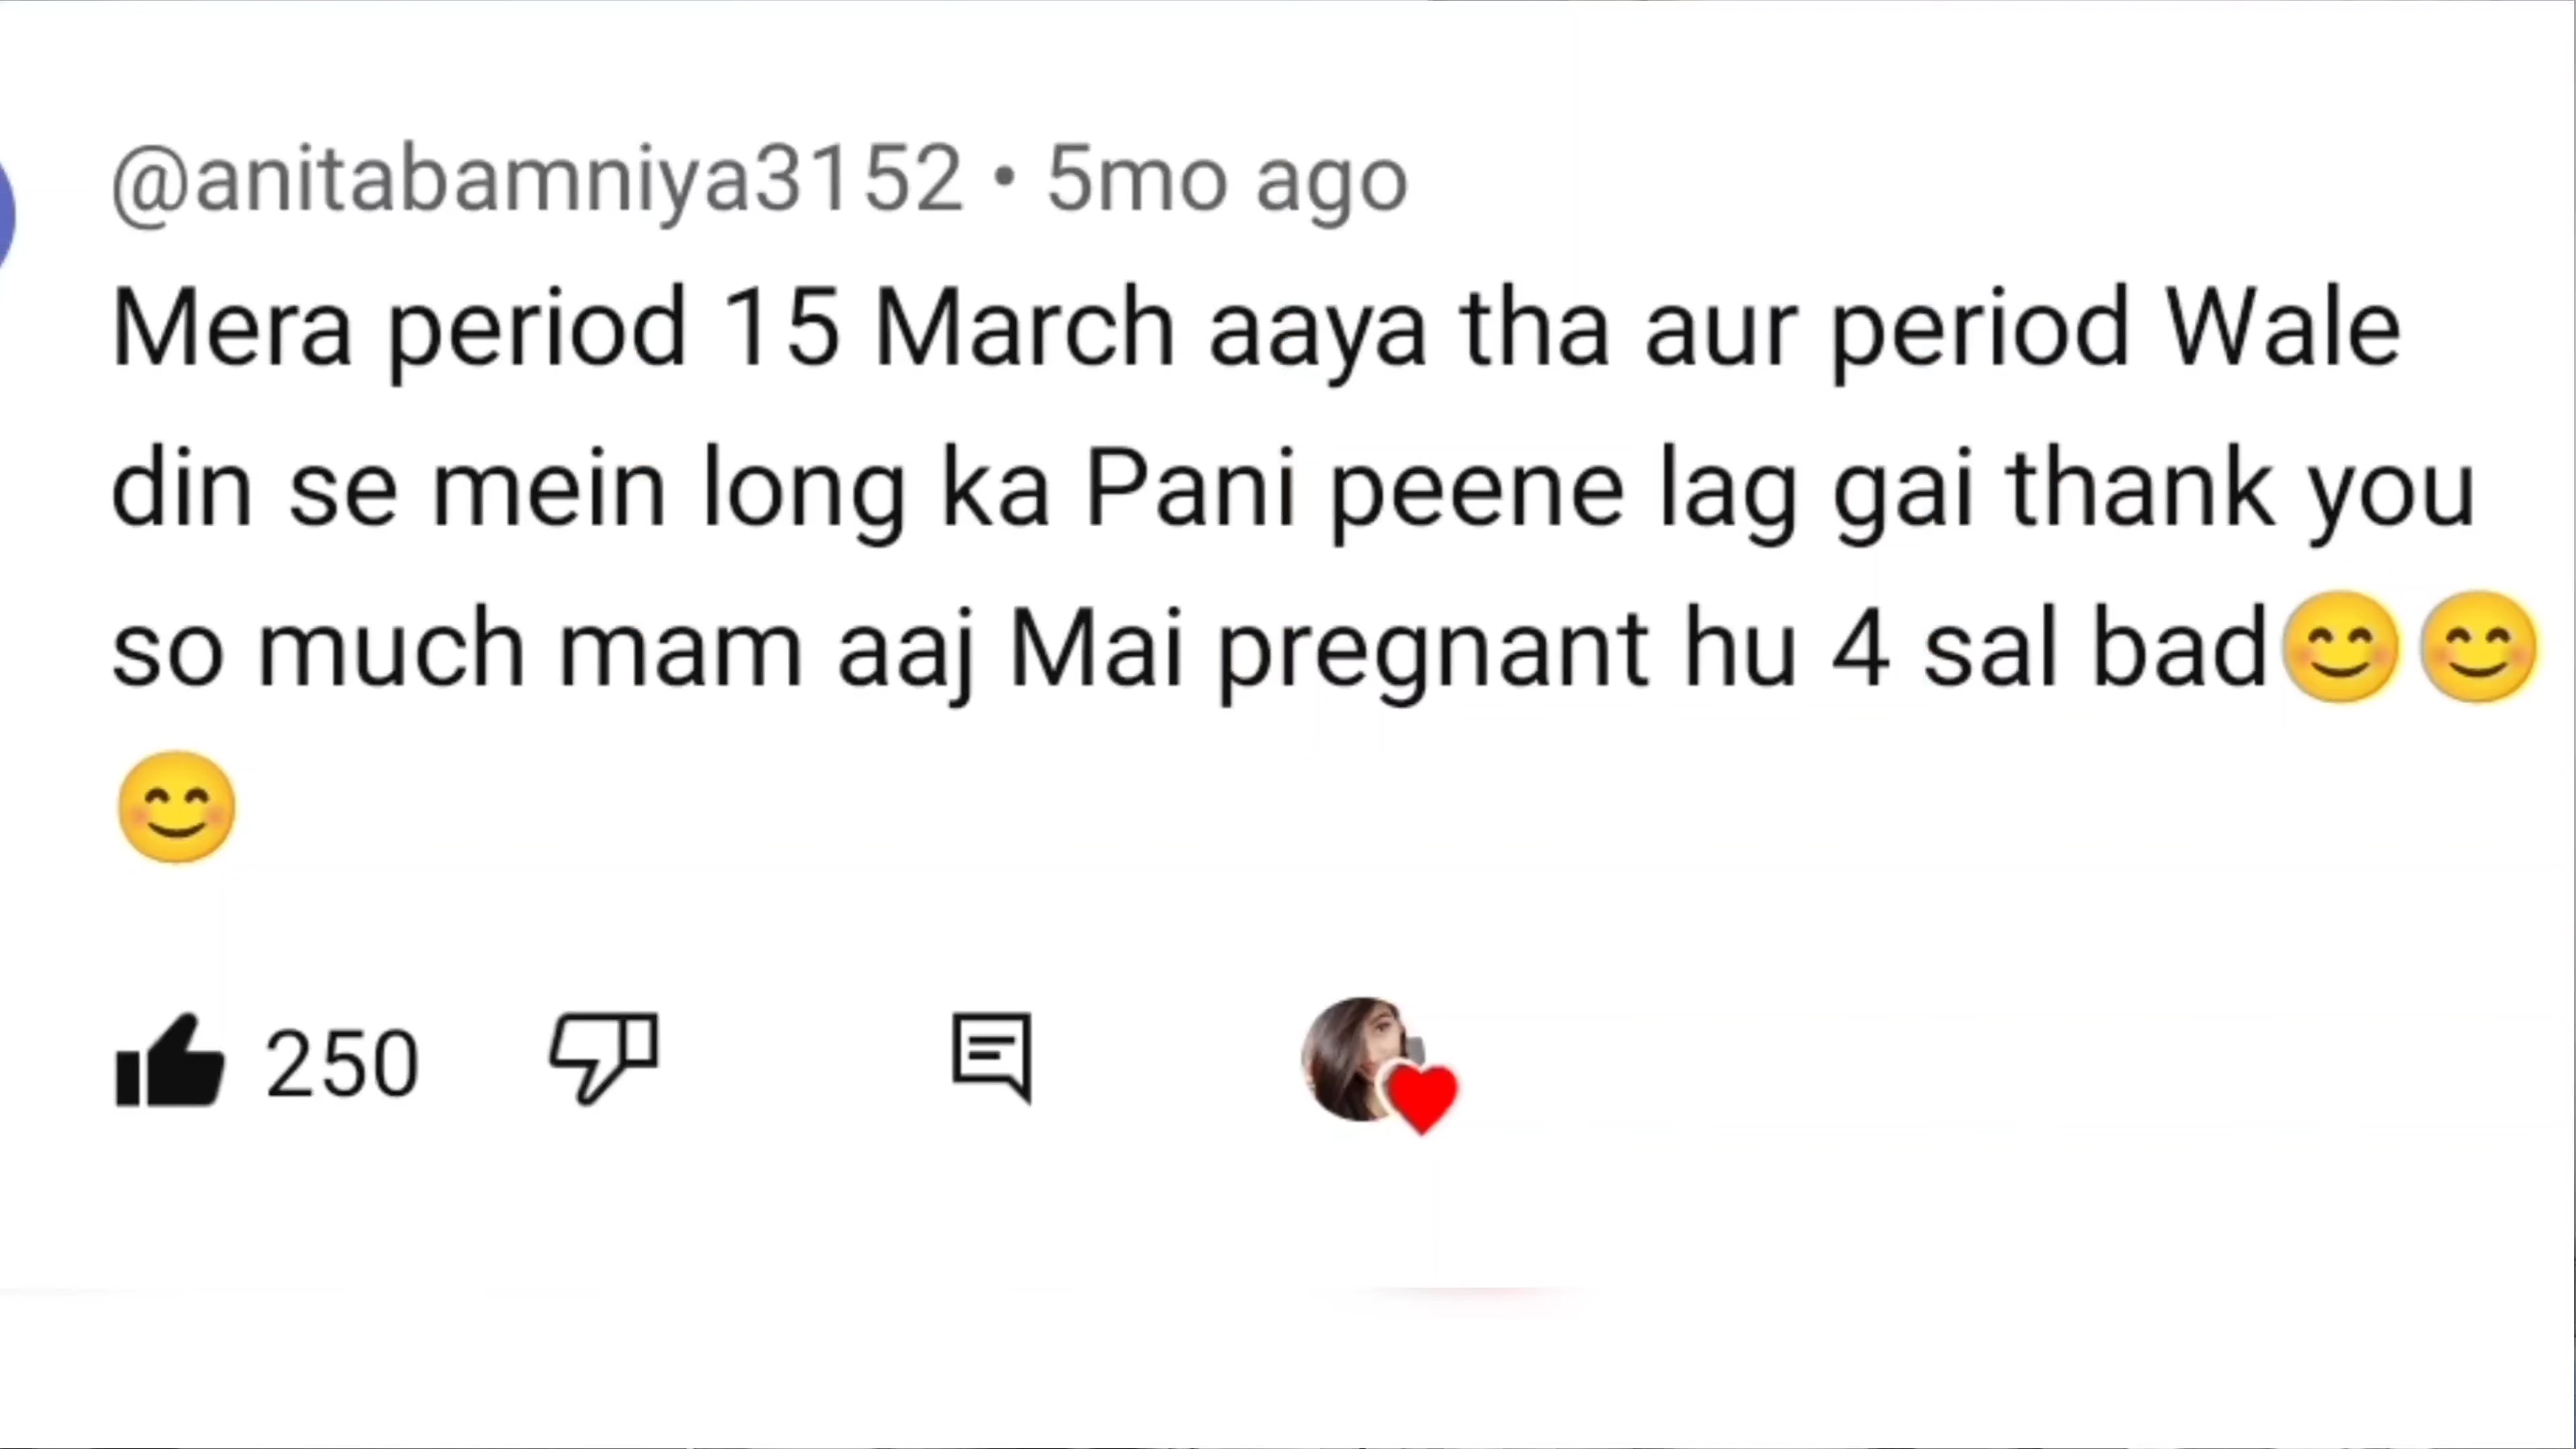 @anitabamniya3152 • 5mo ago
Mera period 15 March aaya tha aur period Wale
din se mein long ka Pani peene lag gai thank you
so much mam aaj Mai pregnant hu 4 sal bad😊😊
😊
250